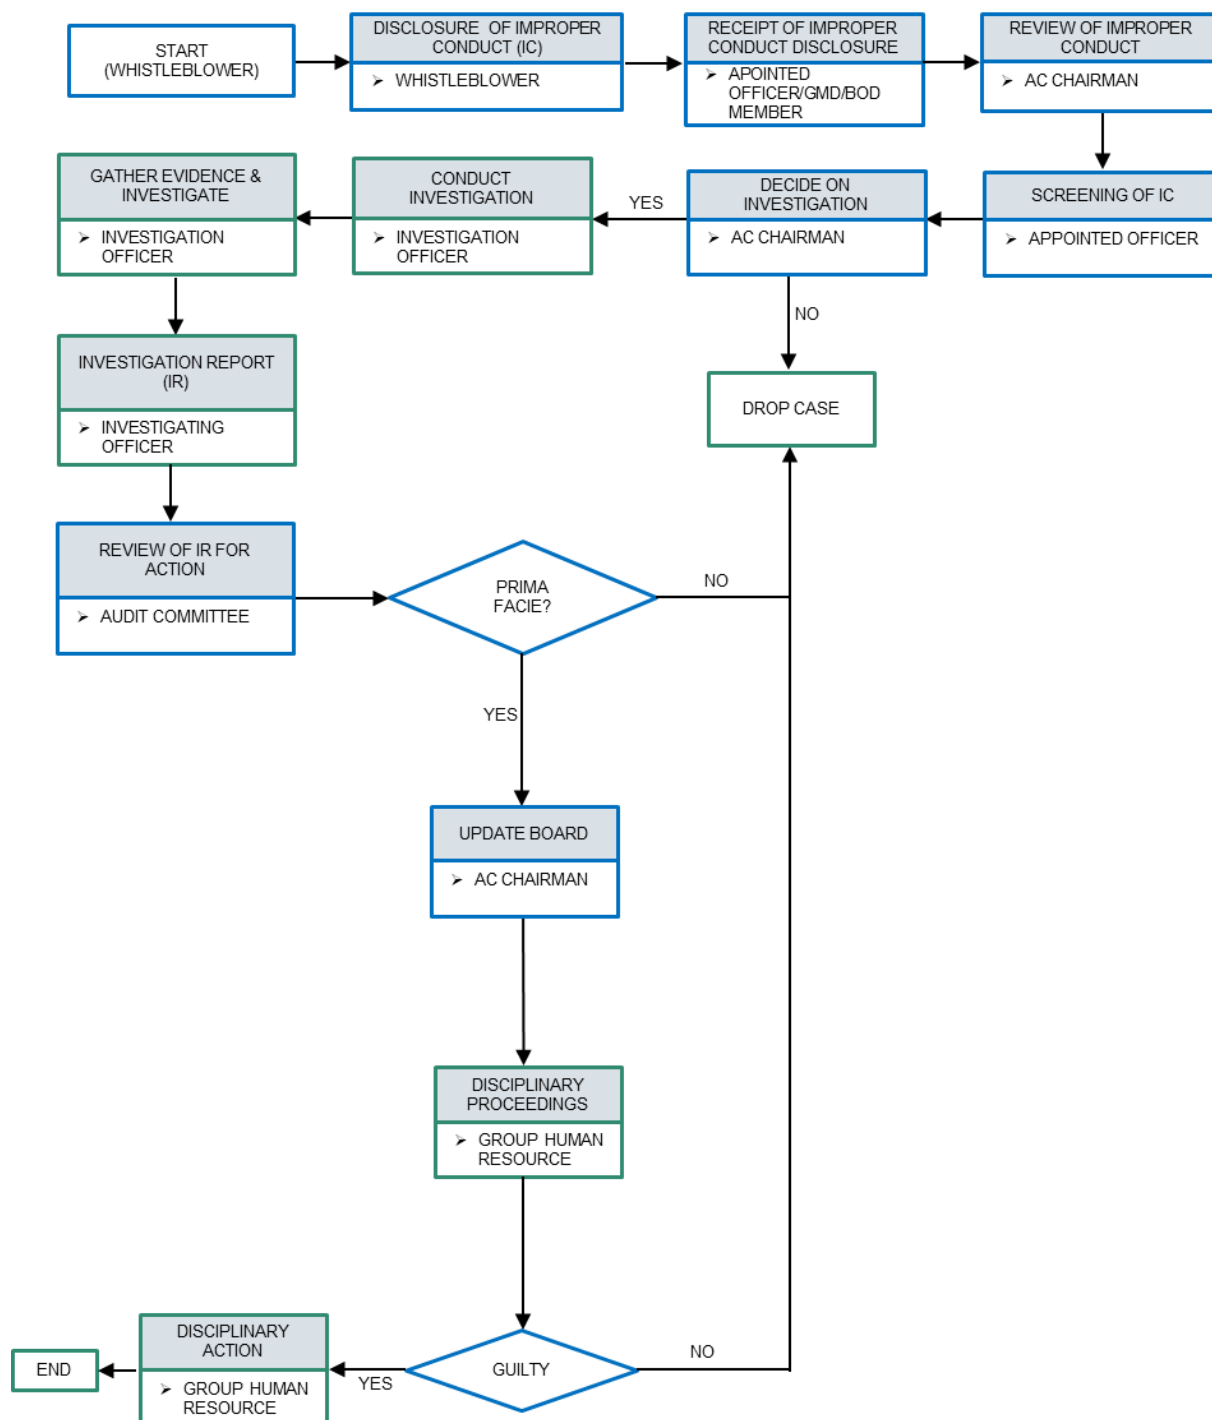 START
(WHISTLEBLOWER)
DISCLOSURE OF IMPROPER
CONDUCT (IC)
➢ WHISTLEBLOWER
RECEIPT OF IMPROPER
CONDUCT DISCLOSURE
➢ APOINTED
OFFICER/GMD/BOD
MEMBER
REVIEW OF IMPROPER
CONDUCT
➢ AC CHAIRMAN
SCREENING OF IC
➢ APPOINTED OFFICER
DECIDE ON
INVESTIGATION
➢ AC CHAIRMAN
YES
NO
CONDUCT
INVESTIGATION
➢ INVESTIGATION
OFFICER
GATHER EVIDENCE &
INVESTIGATE
➢ INVESTIGATION
OFFICER
INVESTIGATION REPORT
(IR)
➢ INVESTIGATING
OFFICER
DROP CASE
REVIEW OF IR FOR
ACTION
➢ AUDIT COMMITTEE
PRIMA
FACIE?
NO
YES
UPDATE BOARD
➢ AC CHAIRMAN
DISCIPLINARY
PROCEEDINGS
➢ GROUP HUMAN
RESOURCE
GUILTY
NO
YES
DISCIPLINARY
ACTION
➢ GROUP HUMAN
RESOURCE
END